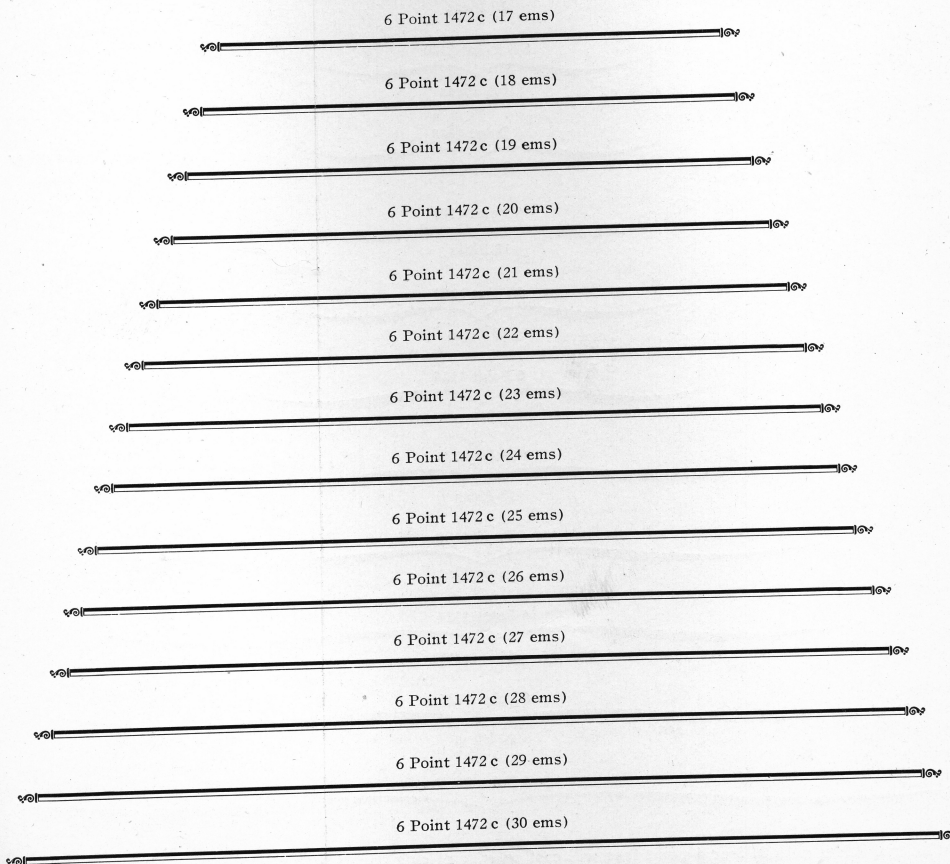 6 Point 1472 c (17 ems)
6 Point 1472 c (18 ems)
6 Point 1472 c (19 ems)
6 Point 1472 c (20 ems)
6 Point 1472 c (21 ems)
6 Point 1472 c (22 ems)
6 Point 1472 c (23 ems)
6 Point 1472 c (24 ems)
6 Point 1472 c (25 ems)
6 Point 1472 c (26 ems)
6 Point 1472 c (27 ems)
6 Point 1472 c (28 ems)
6 Point 1472 c (29 ems)
6 Point 1472 c (30 ems)